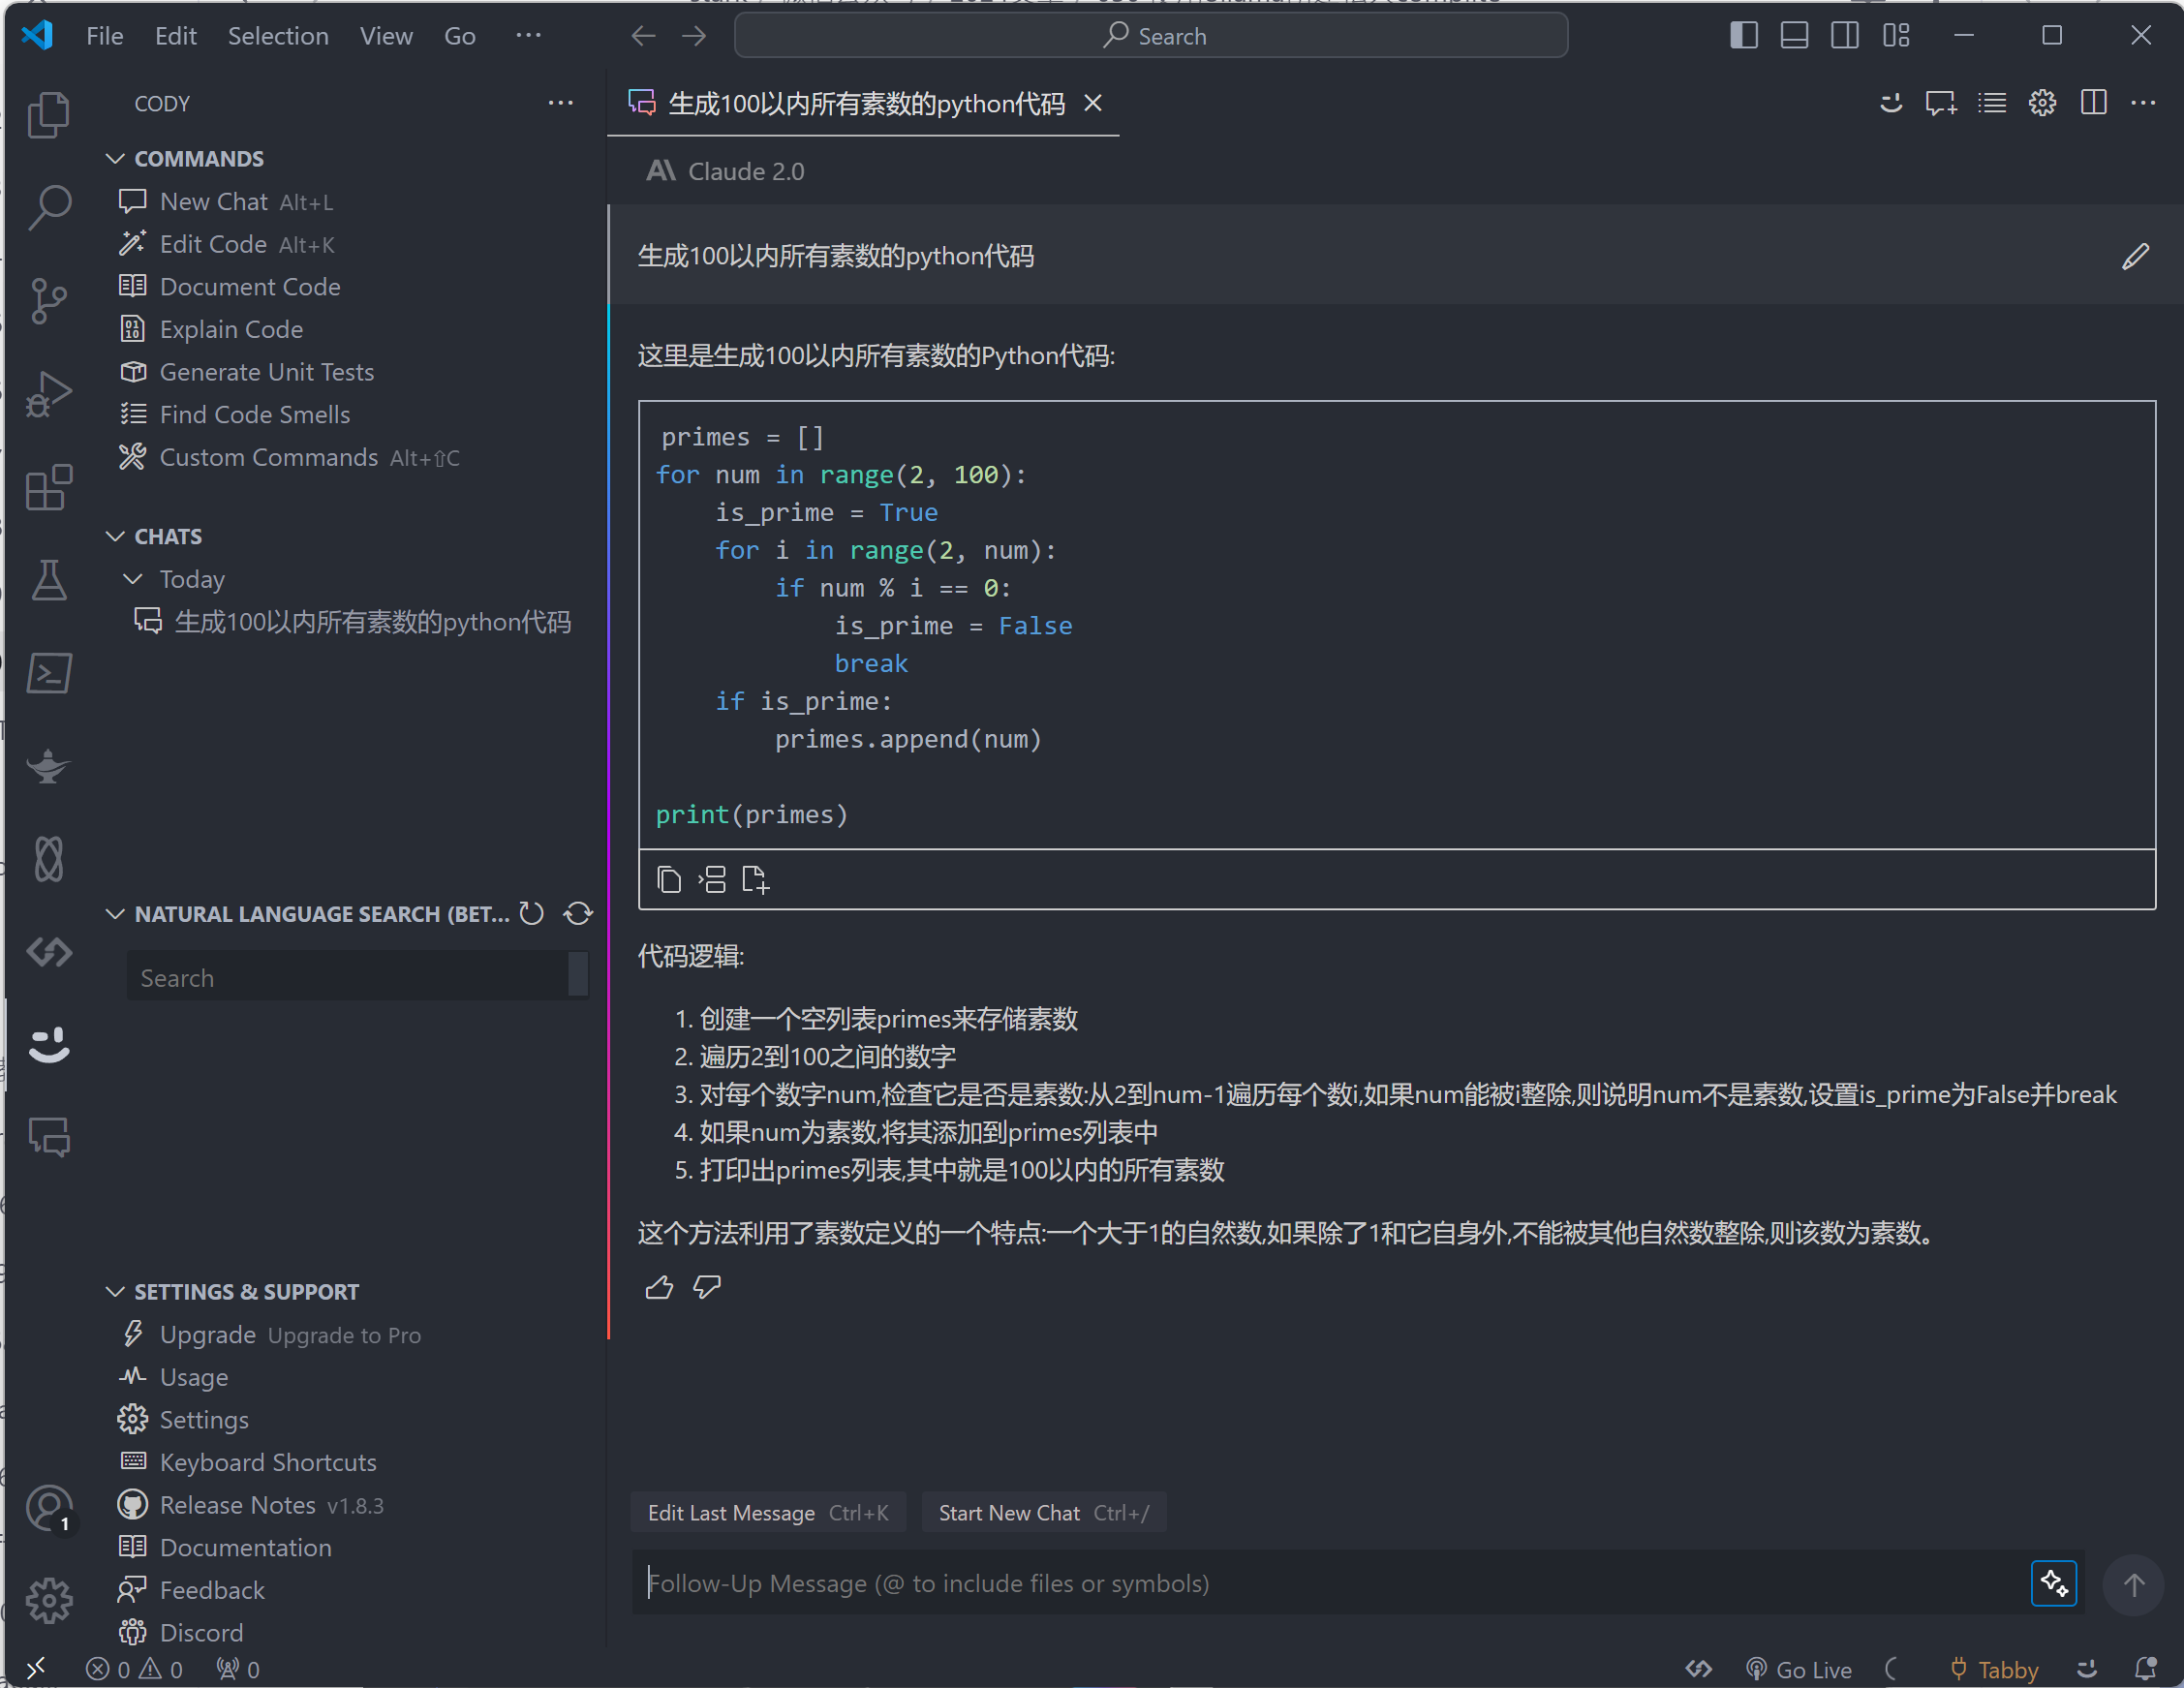 File Edit Selection View Go ···
Search
CODY
COMMANDS
New Chat Alt+L
Edit Code Alt+K
Document Code
Explain Code
Generate Unit Tests
Find Code Smells
Custom Commands Alt+⇧C
CHATS
Today
生成100以内所有素数的python代码
NATURAL LANGUAGE SEARCH (BET...
Search
SETTINGS & SUPPORT
Upgrade Upgrade to Pro
Usage
Settings
Keyboard Shortcuts
Release Notes v1.8.3
Documentation
Feedback
Discord
1
生成100以内所有素数的python代码
Claude 2.0
生成100以内所有素数的python代码
这里是生成100以内所有素数的Python代码:
primes = []
for num in range(2, 100):
    is_prime = True
    for i in range(2, num):
        if num % i == 0:
            is_prime = False
            break
    if is_prime:
        primes.append(num)
print(primes)
代码逻辑:
1. 创建一个空列表primes来存储素数
2. 遍历2到100之间的数字
3. 对每个数字num,检查它是否是素数:从2到num-1遍历每个数i,如果num能被i整除,则说明num不是素数,设置is_prime为False并break
4. 如果num为素数,将其添加到primes列表中
5. 打印出primes列表,其中就是100以内的所有素数
这个方法利用了素数定义的一个特点:一个大于1的自然数,如果除了1和它自身外,不能被其他自然数整除,则该数为素数。
Edit Last Message Ctrl+K Start New Chat Ctrl+/
Follow-Up Message (@ to include files or symbols)
0 0 0 Go Live Tabby